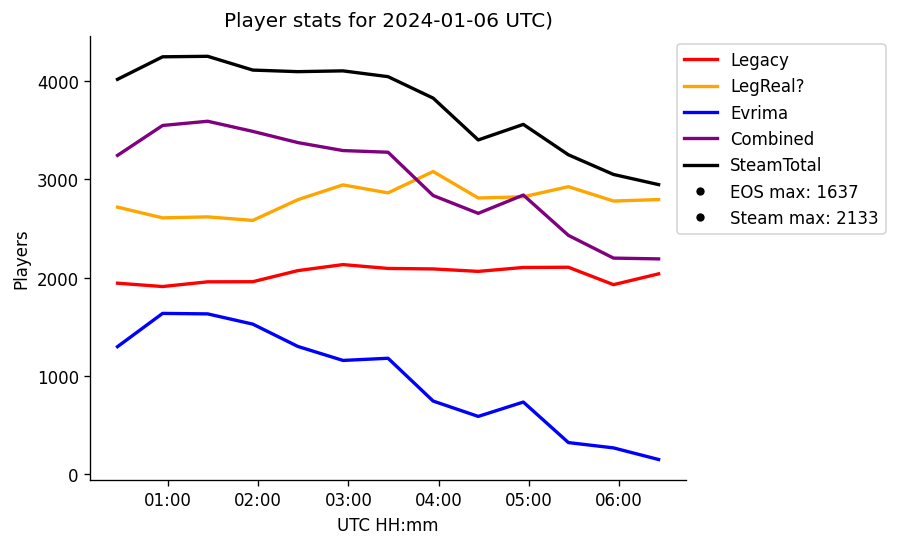 Player stats for 2024-01-06 UTC)
Legacy
LegReal?
Evrima
Combined
SteamTotal
EOS max: 1637
Steam max: 2133
Players
4000
3000
2000
1000
0
01:00 02:00 03:00 04:00 05:00 06:00
UTC HH:mm